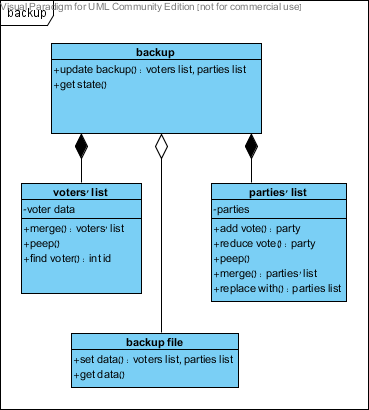 Visual Paradigm for UML Community Edition [not for commercial use]
backup
backup
+update backup() : voters list, parties list
+get state()
voters' list
-voter data
+merge() : voters' list
+peep()
+find voter() : int id
parties' list
-parties
+add vote() : party
+reduce vote() : party
+peep()
+merge() : parties' list
+replace with() : parties list
backup file
+set data() : voters list, parties list
+get data()